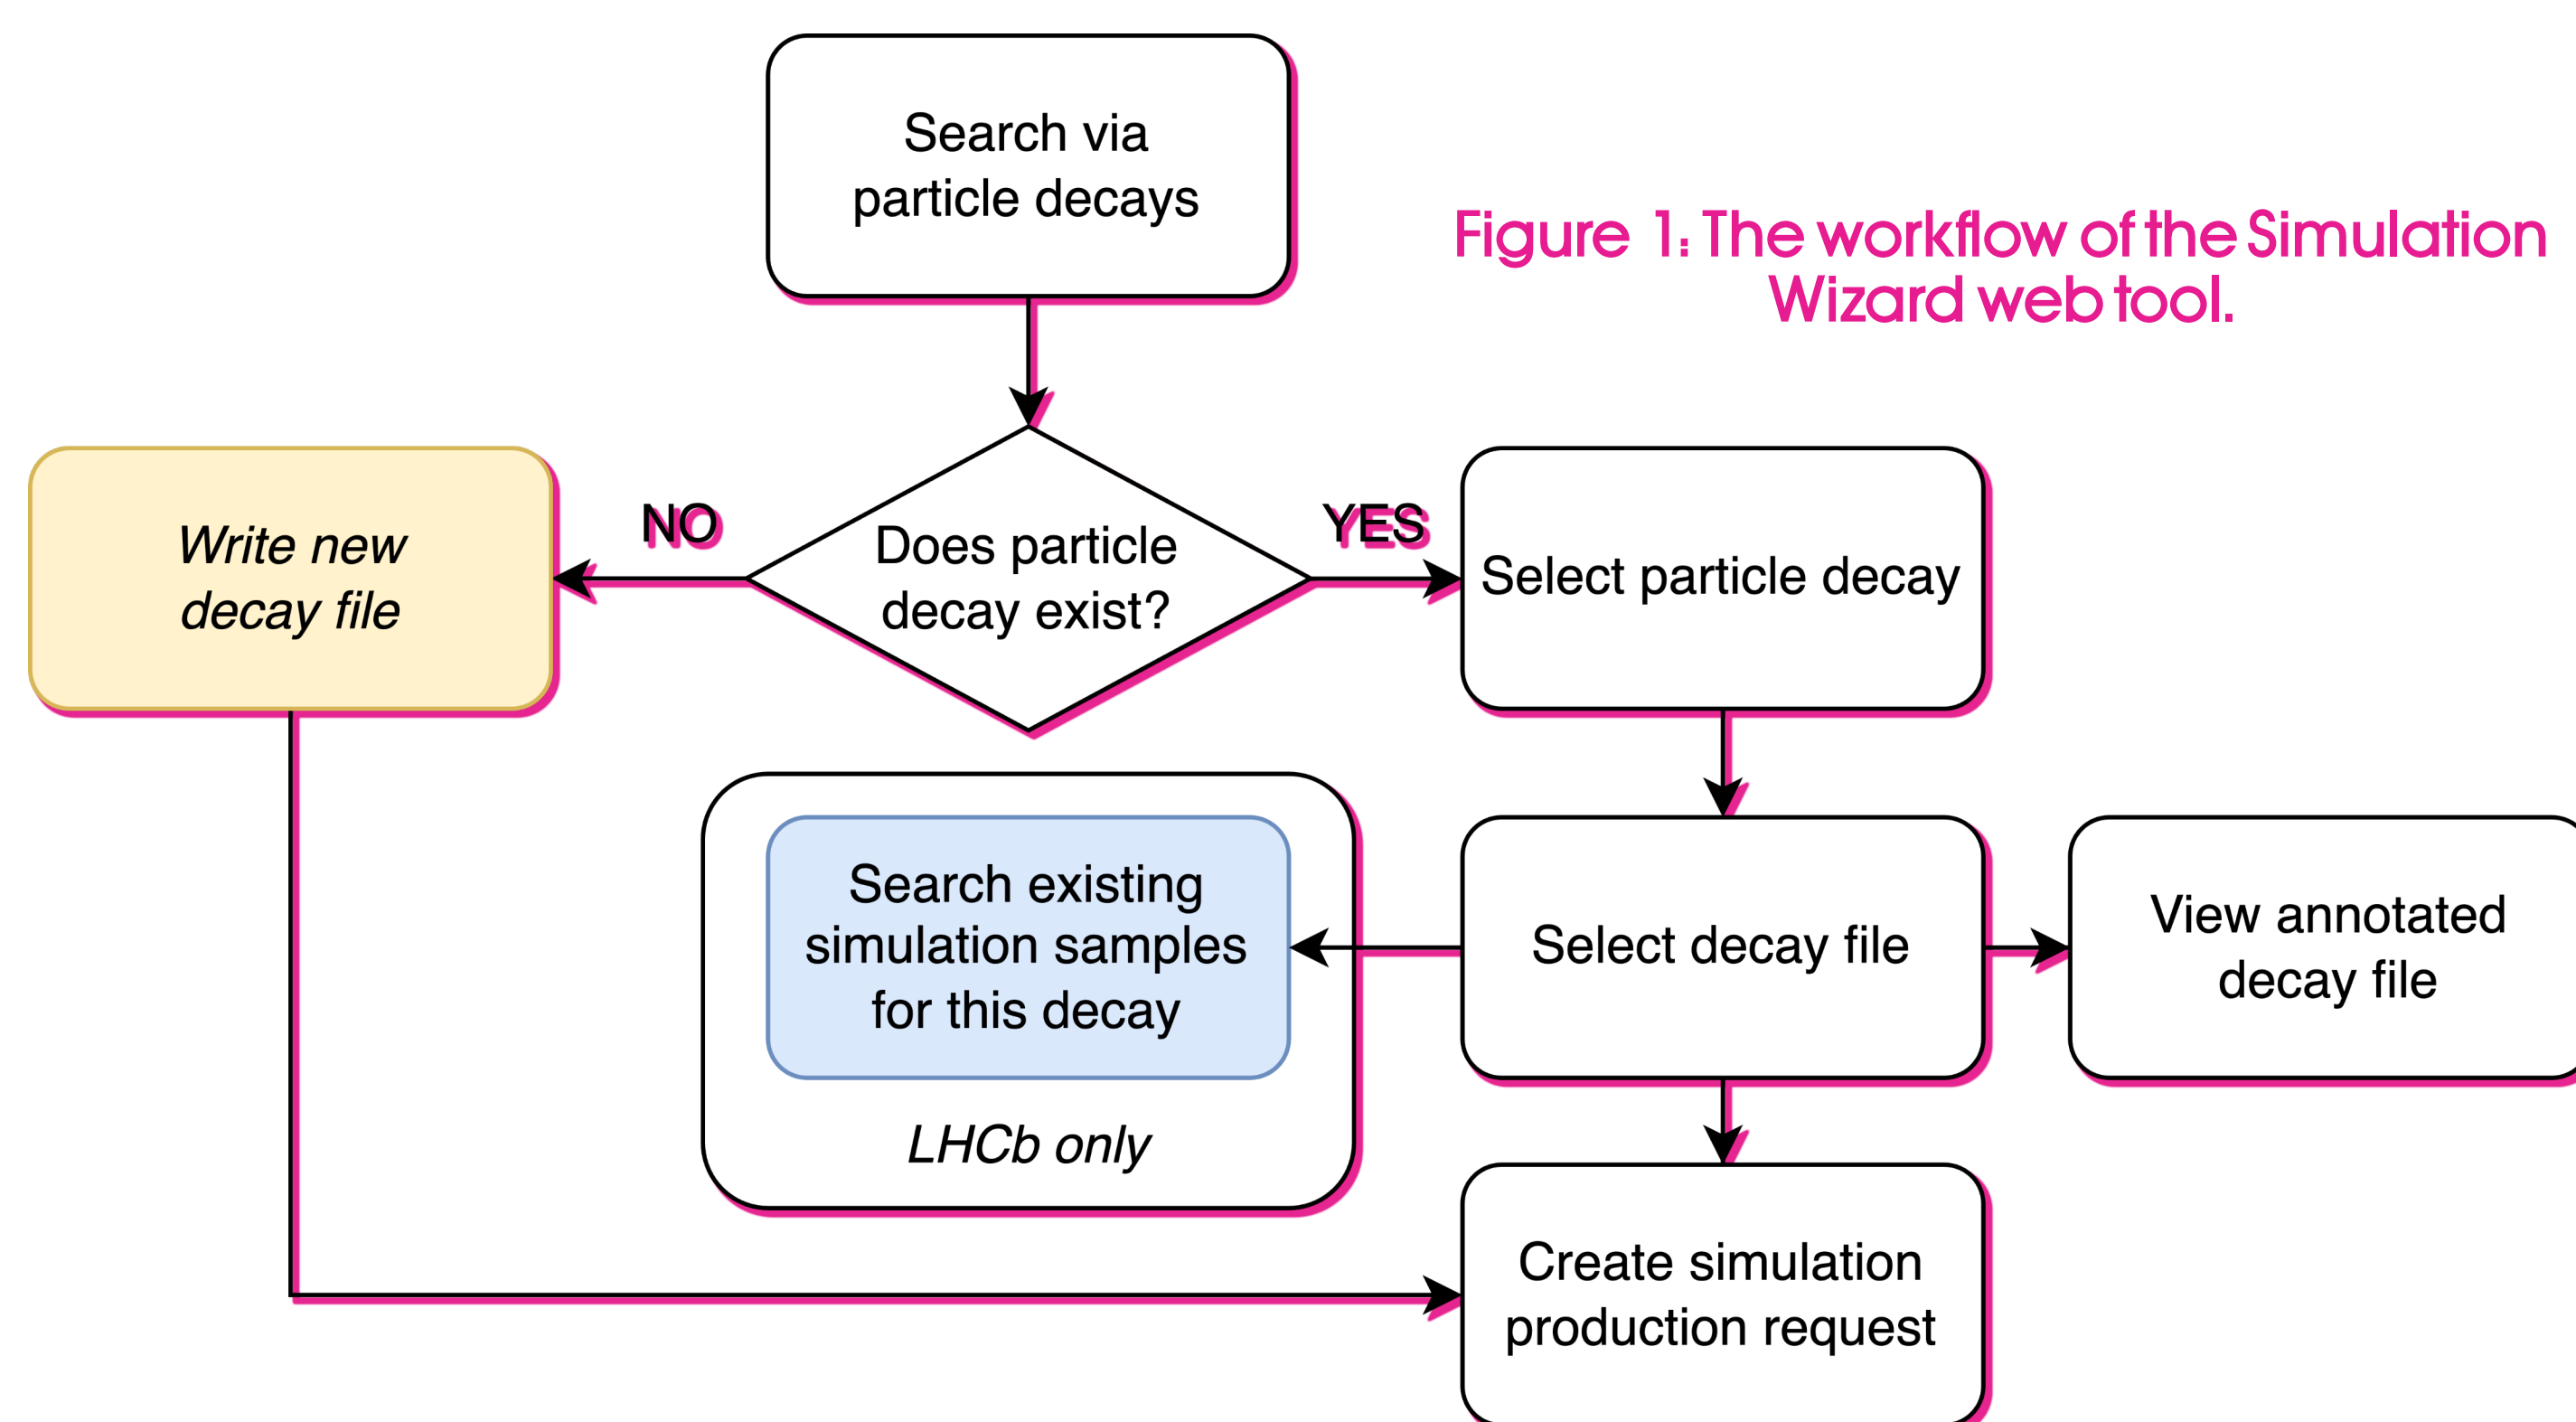 Search via
particle decays
Figure 1: The workflow of the Simulation
Wizard web tool.
Write new
decay file
NO
Does particle
decay exist?
YES
Select particle decay
Search existing
simulation samples
for this decay
LHCb only
Select decay file
View annotated
decay file
Create simulation
production request